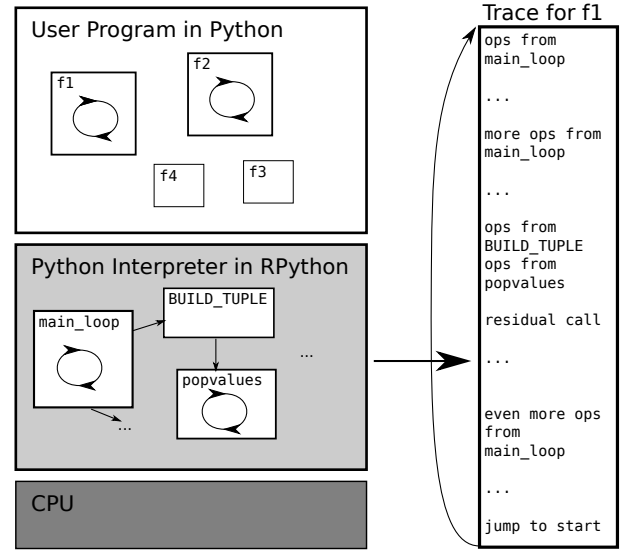 User Program in Python
f1
f2
f4
f3
Python Interpreter in RPython
main_loop
BUILD_TUPLE
popvalues
...
...
CPU
Trace for f1
ops from
main_loop
...
more ops from
main_loop
...
ops from
BUILD_TUPLE
ops from
popvalues
residual call
...
even more ops
from
main_loop
...
jump to start